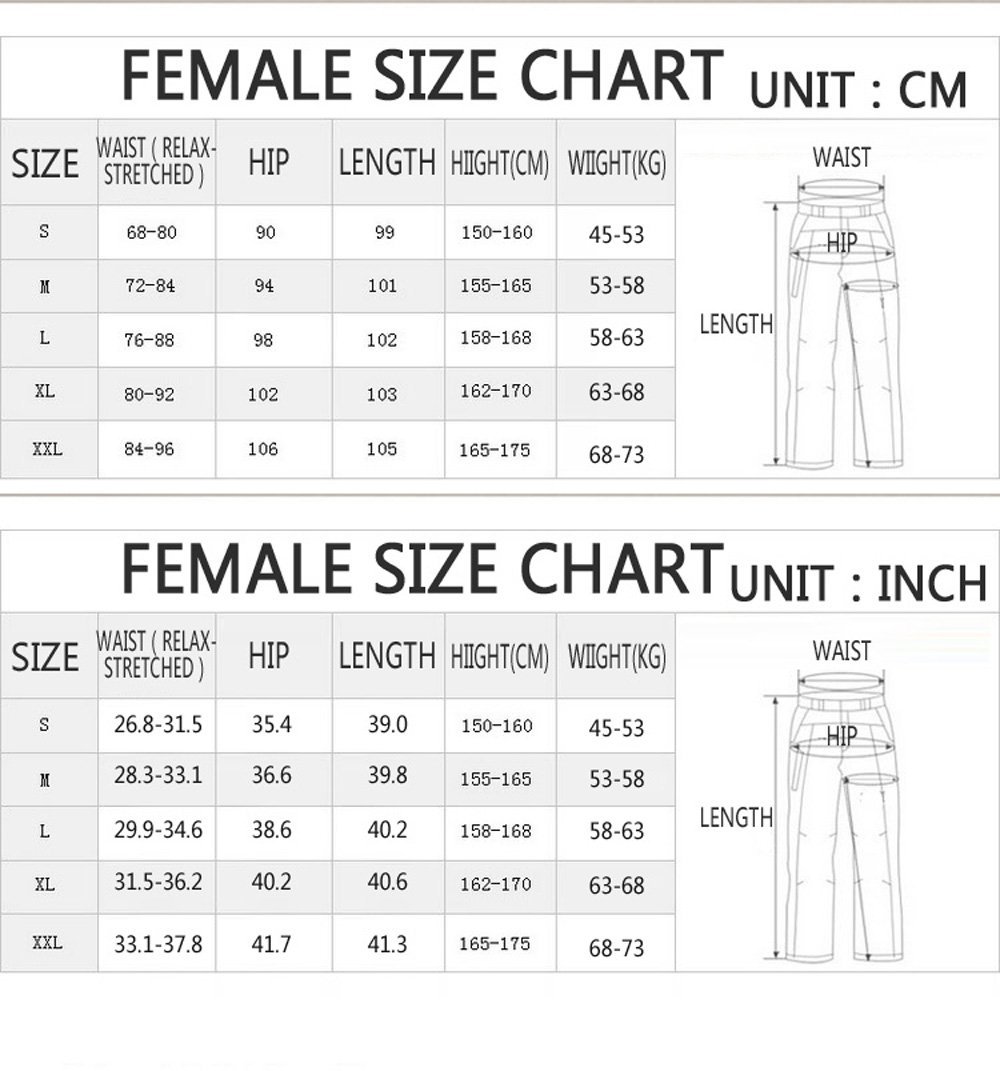 FEMALE SIZE CHART UNIT : CM
SIZE WAIST ( RELAX-STRETCHED ) HIP LENGTH HIIGHT(CM) WIIGHT(KG)
S 68-80 90 99 150-160 45-53
M 72-84 94 101 155-165 53-58
L 76-88 98 102 158-168 58-63
XL 80-92 102 103 162-170 63-68
XXL 84-96 106 105 165-175 68-73
WAIST
HIP
LENGTH
FEMALE SIZE CHART UNIT : INCH
SIZE WAIST ( RELAX-STRETCHED ) HIP LENGTH HIIGHT(CM) WIIGHT(KG)
S 26.8-31.5 35.4 39.0 150-160 45-53
M 28.3-33.1 36.6 39.8 155-165 53-58
L 29.9-34.6 38.6 40.2 158-168 58-63
XL 31.5-36.2 40.2 40.6 162-170 63-68
XXL 33.1-37.8 41.7 41.3 165-175 68-73
WAIST
HIP
LENGTH